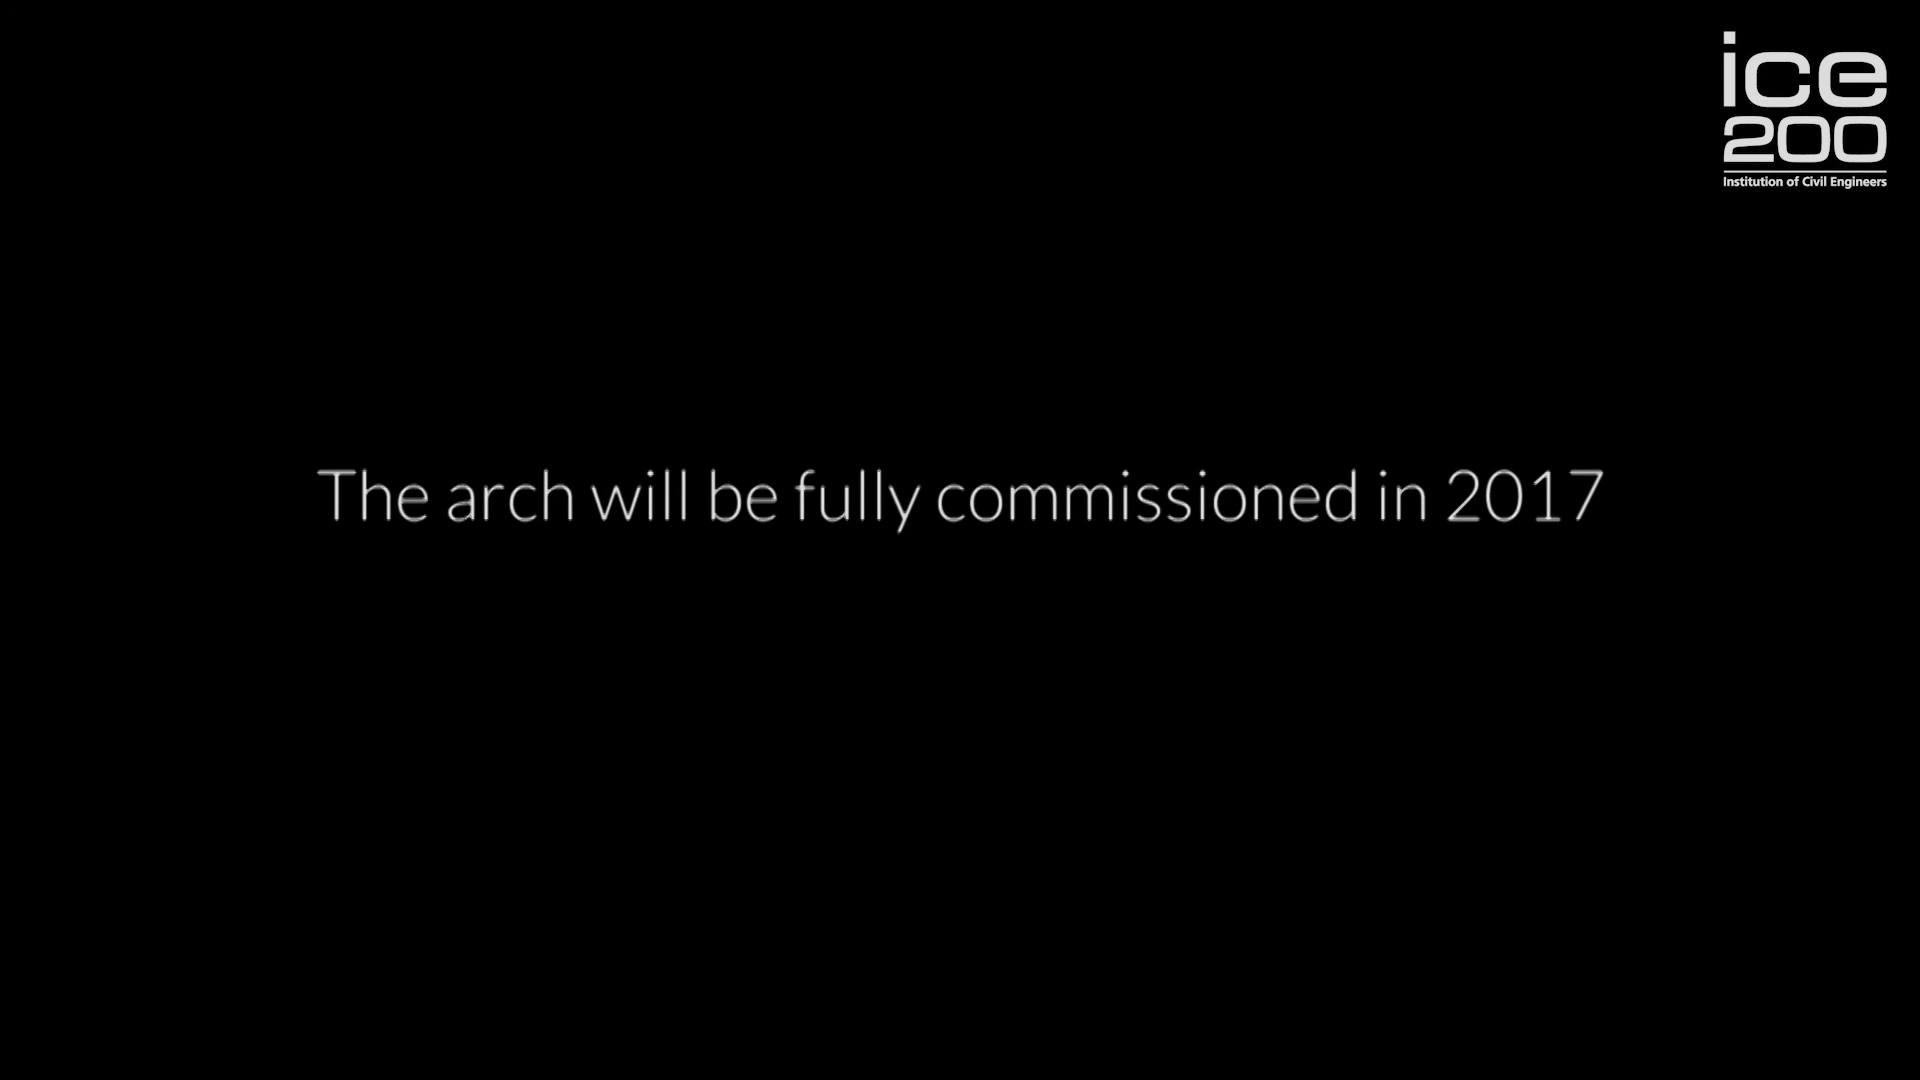 ice
200
Institution of Civil Engineers
The arch will be fully commissioned in 2017